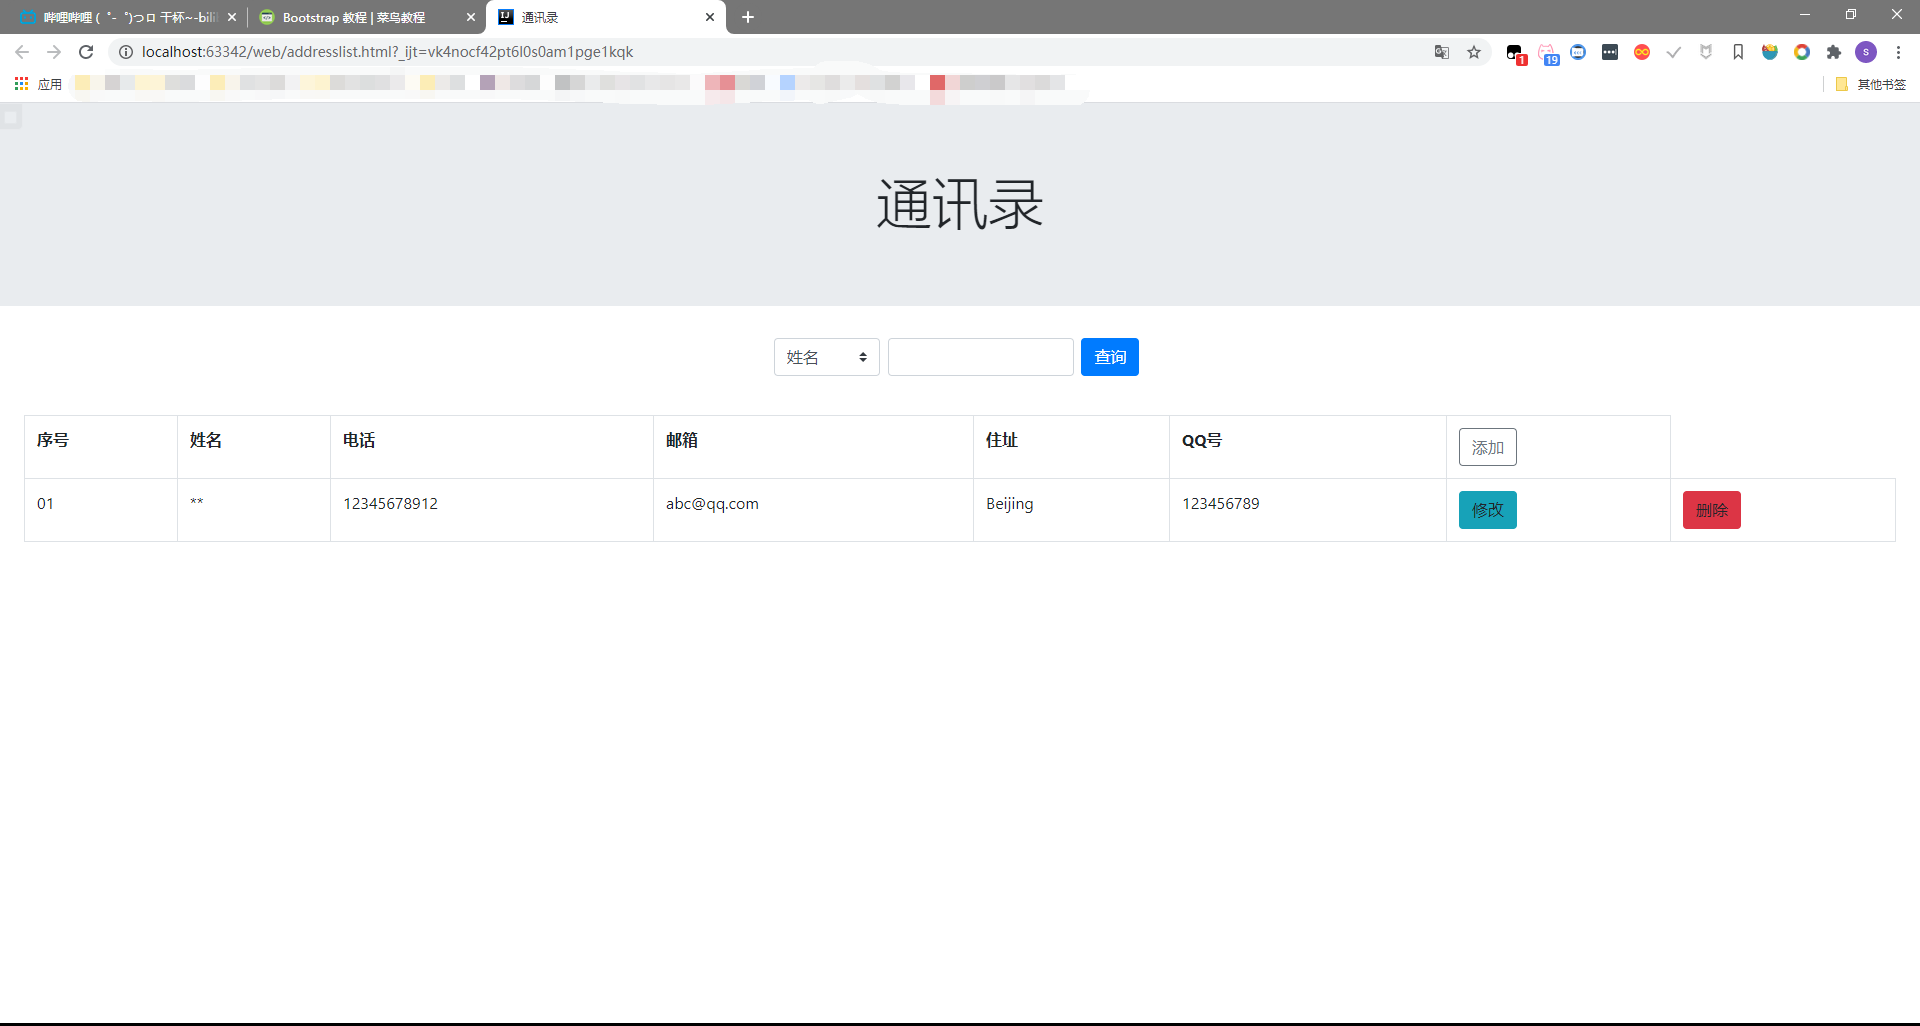 哔哩哔哩 (゜-゜)つロ 干杯~-bili
Bootstrap 教程 | 菜鸟教程
通讯录
localhost:63342/web/addresslist.html?_ijt=vk4nocf42pt6l0s0am1pge1kqk
1
19
S
应用
其他书签
通讯录
姓名
查询
序号 姓名 电话 邮箱 住址 QQ号 添加
01 ** 12345678912 abc@qq.com Beijing 123456789 修改 删除